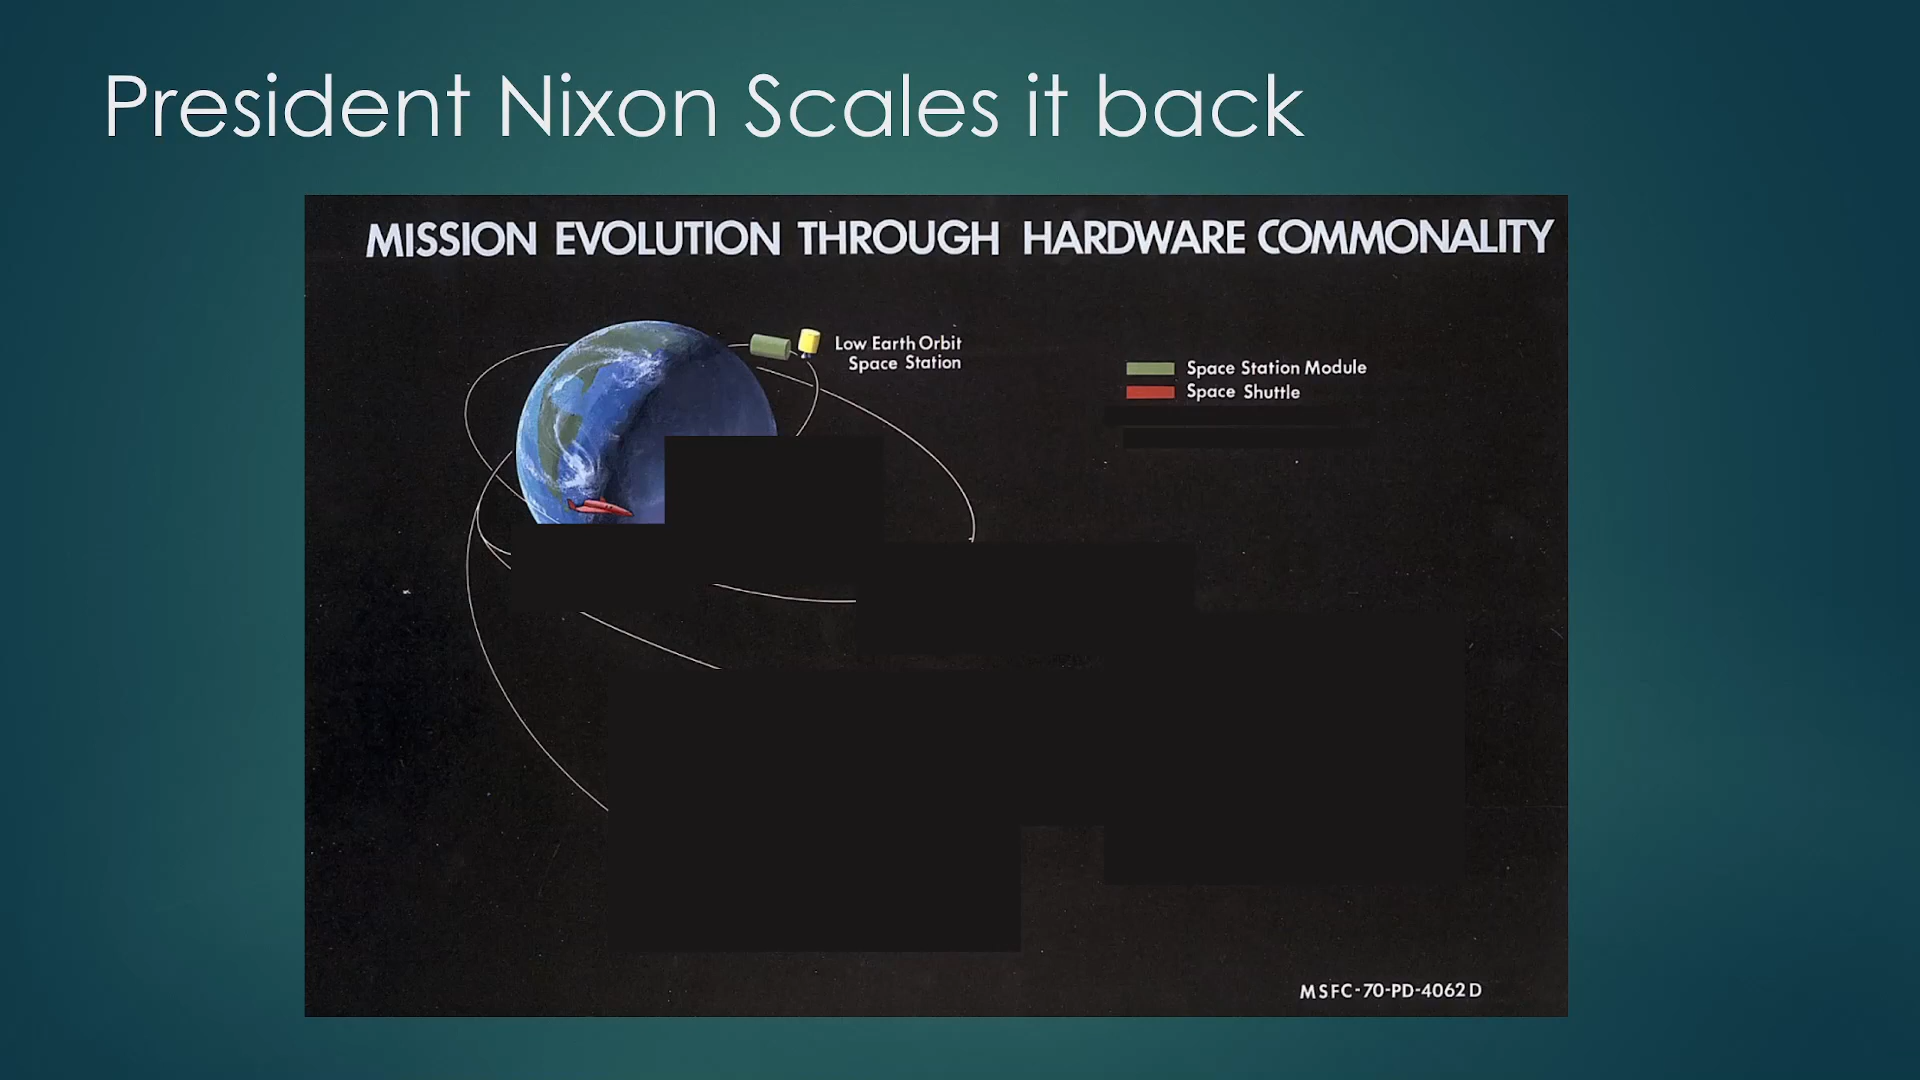 President Nixon Scales it back
MISSION EVOLUTION THROUGH HARDWARE COMMONALITY
Low Earth Orbit
Space Station
Space Station Module
Space Shuttle
MSFC-70-PD-4062D